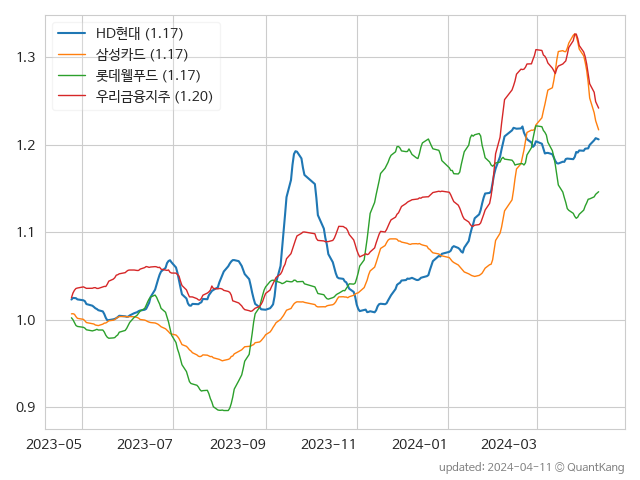 HD현대 (1.17)
삼성카드 (1.17)
롯데웰푸드 (1.17)
우리금융지주 (1.20)
1.3
1.2
1.1
1.0
0.9
2023-05 2023-07 2023-09 2023-11 2024-01 2024-03
updated: 2024-04-11 © QuantKang